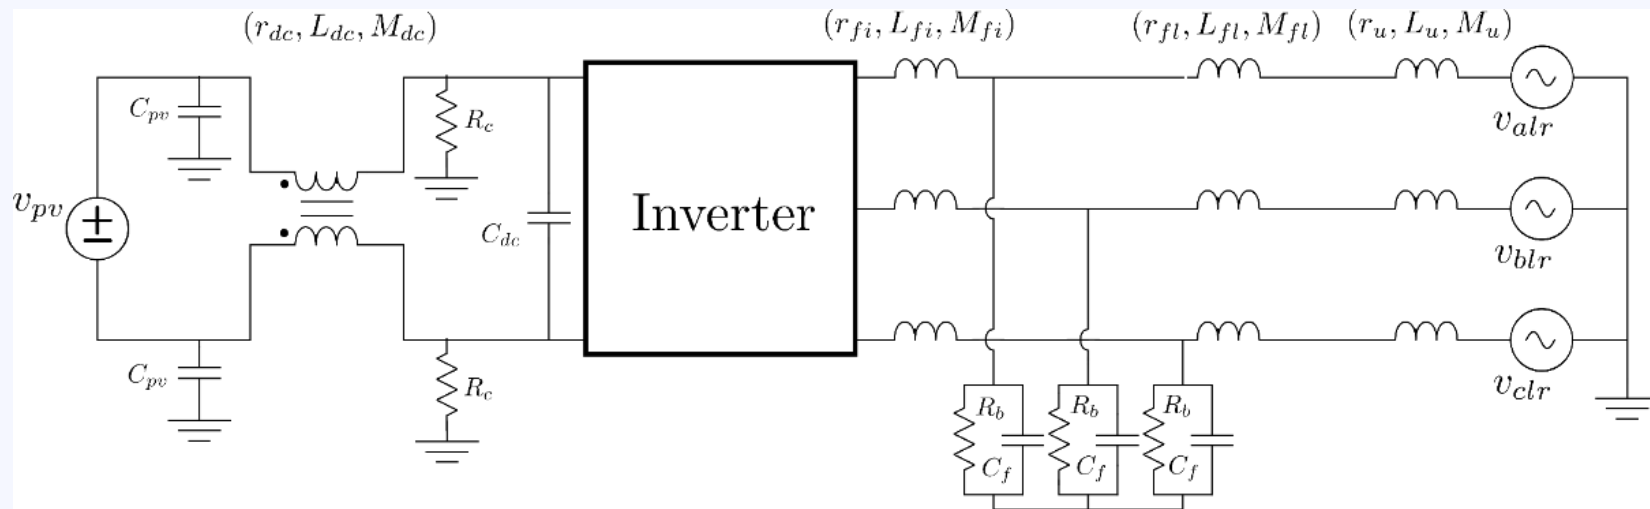 (r_{dc}, L_{dc}, M_{dc})
(r_{fi}, L_{fi}, M_{fi})
(r_{fl}, L_{fl}, M_{fl})
(r_u, L_u, M_u)
C_{pv}
R_c
v_{alr}
v_{pv}
C_{dc}
Inverter
v_{blr}
C_{pv}
R_c
v_{clr}
R_b
R_b
R_b
C_f
C_f
C_f